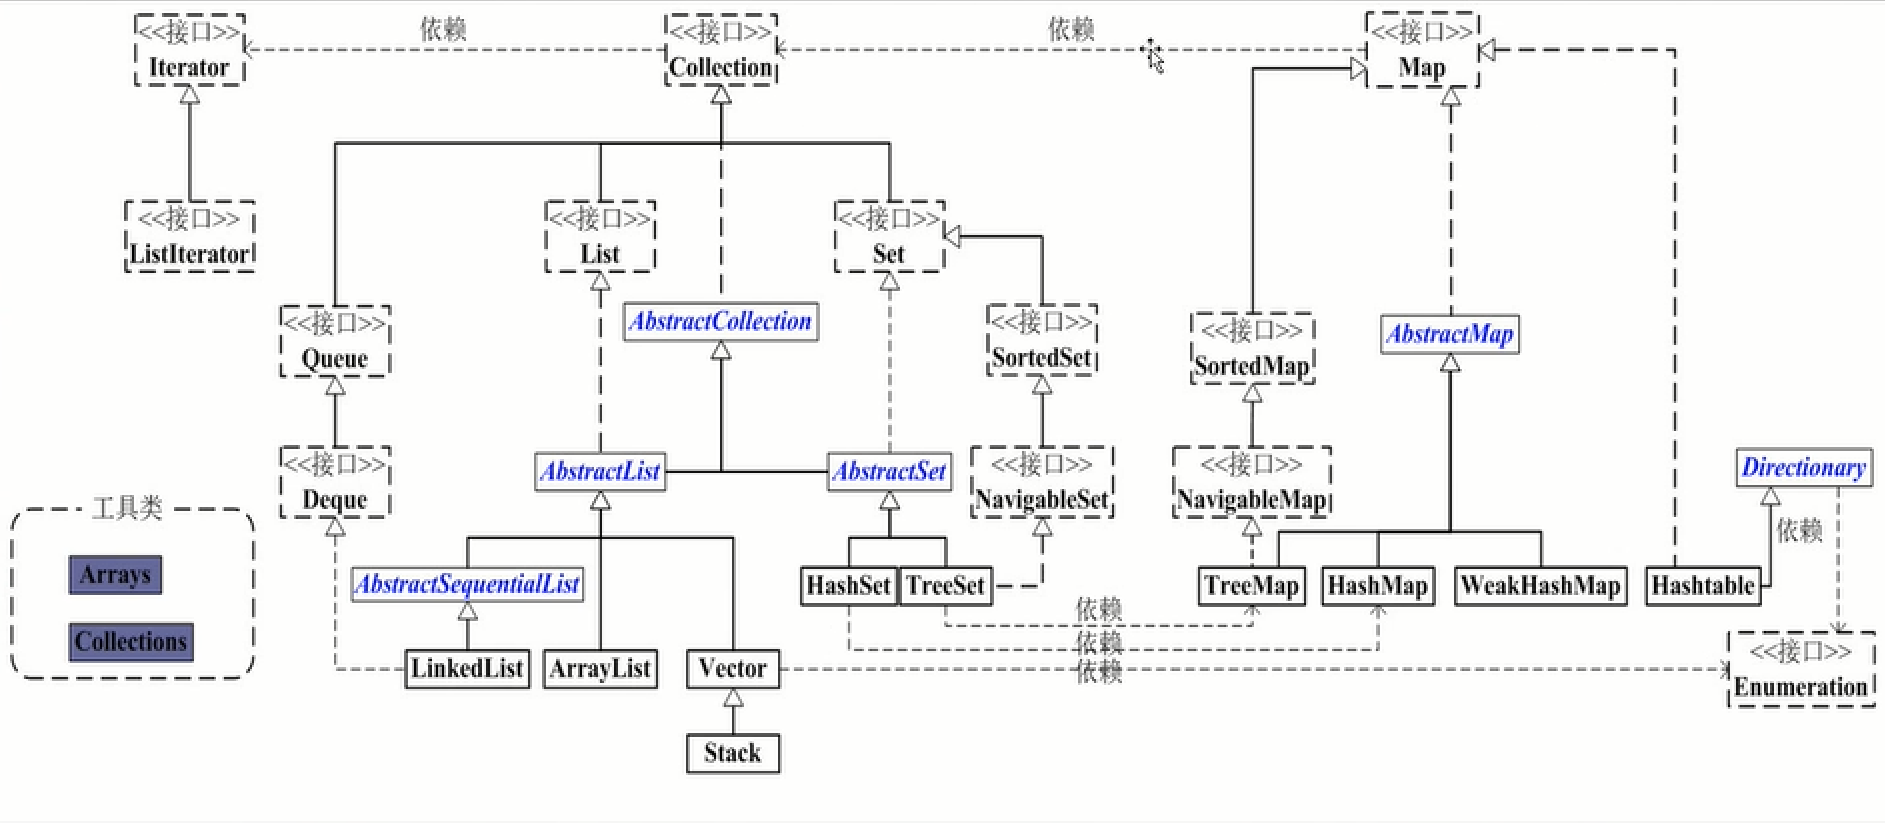 <<接口>>
Iterator
依赖
<<接口>>
Collection
依赖
<<接口>>
Map
<<接口>>
ListIterator
<<接口>>
List
<<接口>>
Set
<<接口>>
Queue
AbstractCollection
<<接口>>
SortedSet
<<接口>>
SortedMap
AbstractMap
<<接口>>
Deque
AbstractList
AbstractSet
<<接口>>
NavigableSet
<<接口>>
NavigableMap
Directionary
依赖
工具类
Arrays
Collections
AbstractSequentialList
HashSet
TreeSet
TreeMap
HashMap
WeakHashMap
Hashtable
依赖
依赖
依赖
LinkedList
ArrayList
Vector
<<接口>>
Enumeration
Stack